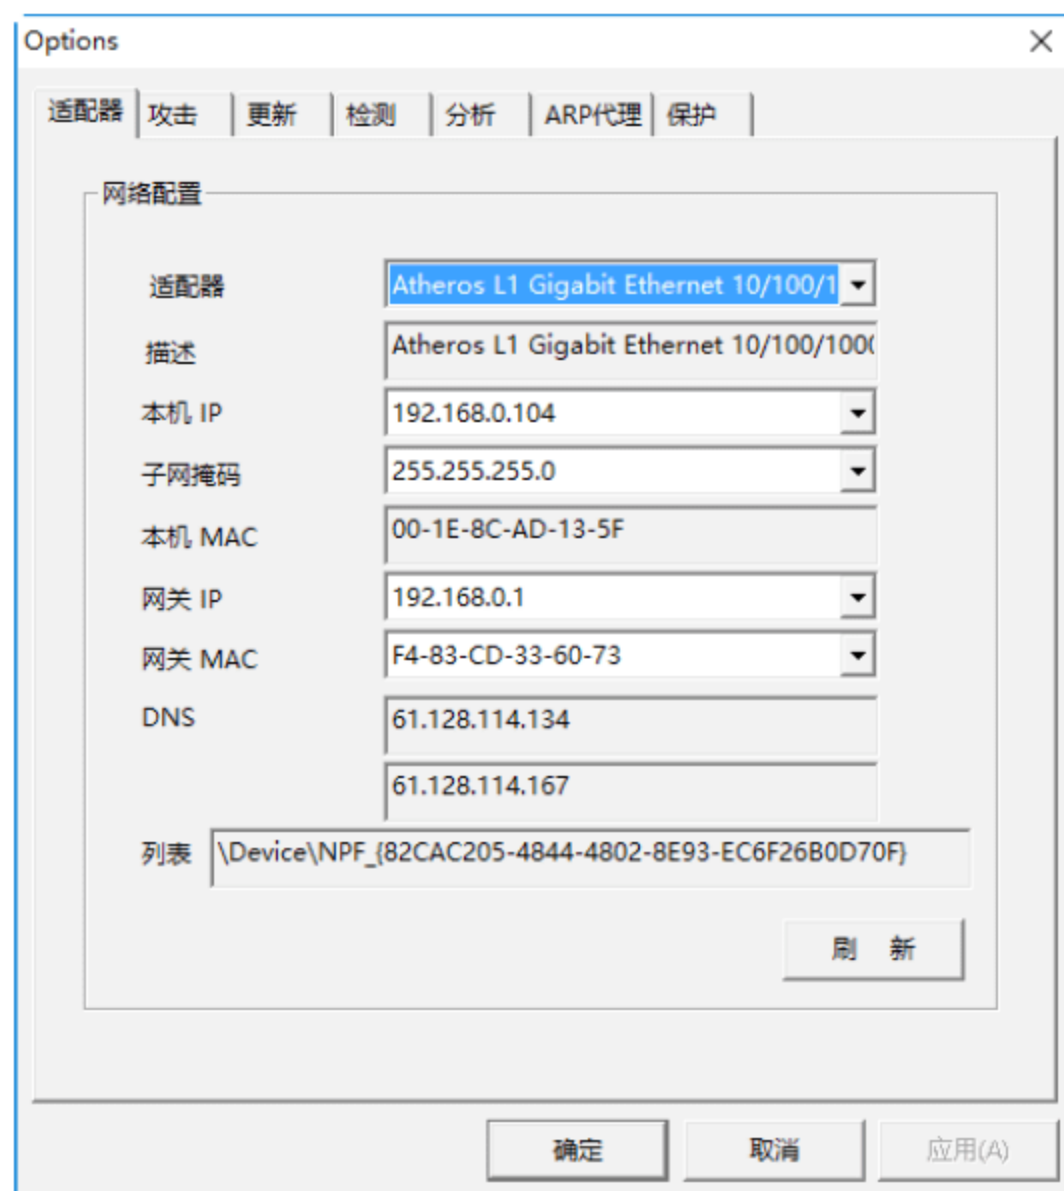 Options
适配器 攻击 更新 检测 分析 ARP代理 保护
网络配置
适配器 Atheros L1 Gigabit Ethernet 10/100/1
描述 Atheros L1 Gigabit Ethernet 10/100/100(
本机 IP 192.168.0.104
子网掩码 255.255.255.0
本机 MAC 00-1E-8C-AD-13-5F
网关 IP 192.168.0.1
网关 MAC F4-83-CD-33-60-73
DNS 61.128.114.134
61.128.114.167
列表 \Device\NPF_{82CAC205-4844-4802-8E93-EC6F26B0D70F}
刷 新
确定 取消 应用(A)